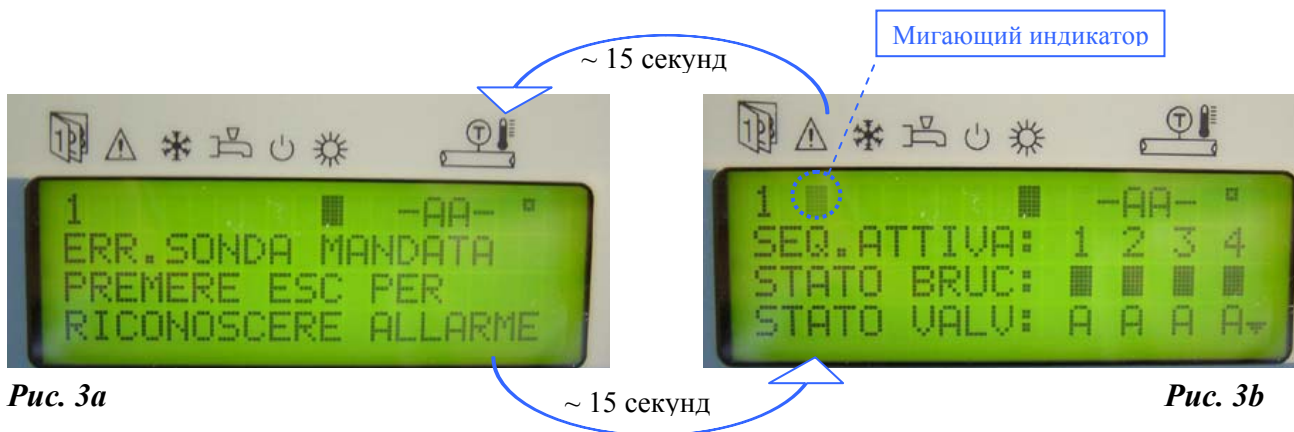 Мигающий индикатор
~ 15 секунд
1 -AA- °
ERR.SONDA MANDATA
PREMERE ESC PER
RICONOSCERE ALLARME
1 -AA- °
SEQ.ATTIVA: 1 2 3 4
STATO BRUC:
STATO VALV: A A A A
Рис. 3a
~ 15 секунд
Рис. 3b